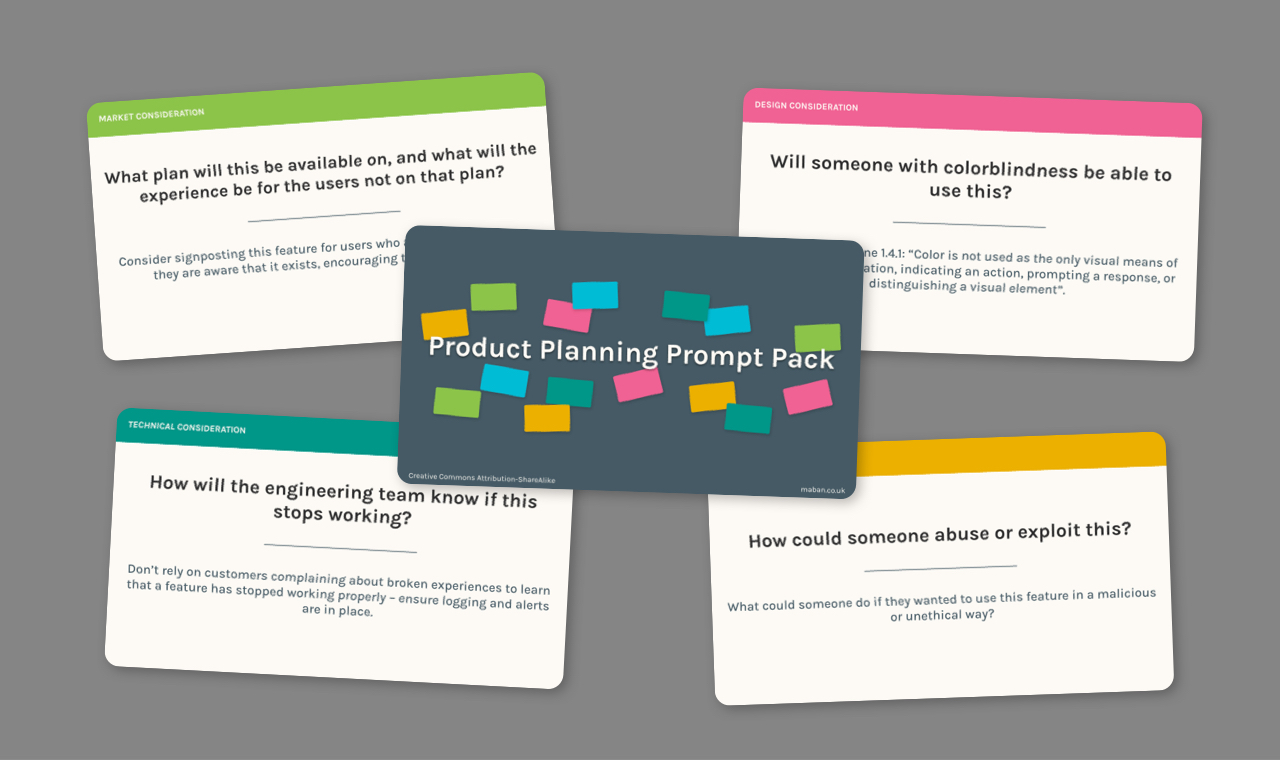 MARKET CONSIDERATION
What plan will this be available on, and what will the
experience be for the users not on that plan?
Consider signposting this feature for users who
they are aware that it exists, encouraging
DESIGN CONSIDERATION
Will someone with colorblindness be able to
use this?
1.4.1: “Color is not used as the only visual means of
indicating an action, prompting a response, or
distinguishing a visual element”.
Product Planning Prompt Pack
Creative Commons Attribution-ShareAlike
maban.co.uk
TECHNICAL CONSIDERATION
How will the engineering team know if this
stops working?
Don’t rely on customers complaining about broken experiences to learn
that a feature has stopped working properly – ensure logging and alerts
are in place.
How could someone abuse or exploit this?
What could someone do if they wanted to use this feature in a malicious
or unethical way?